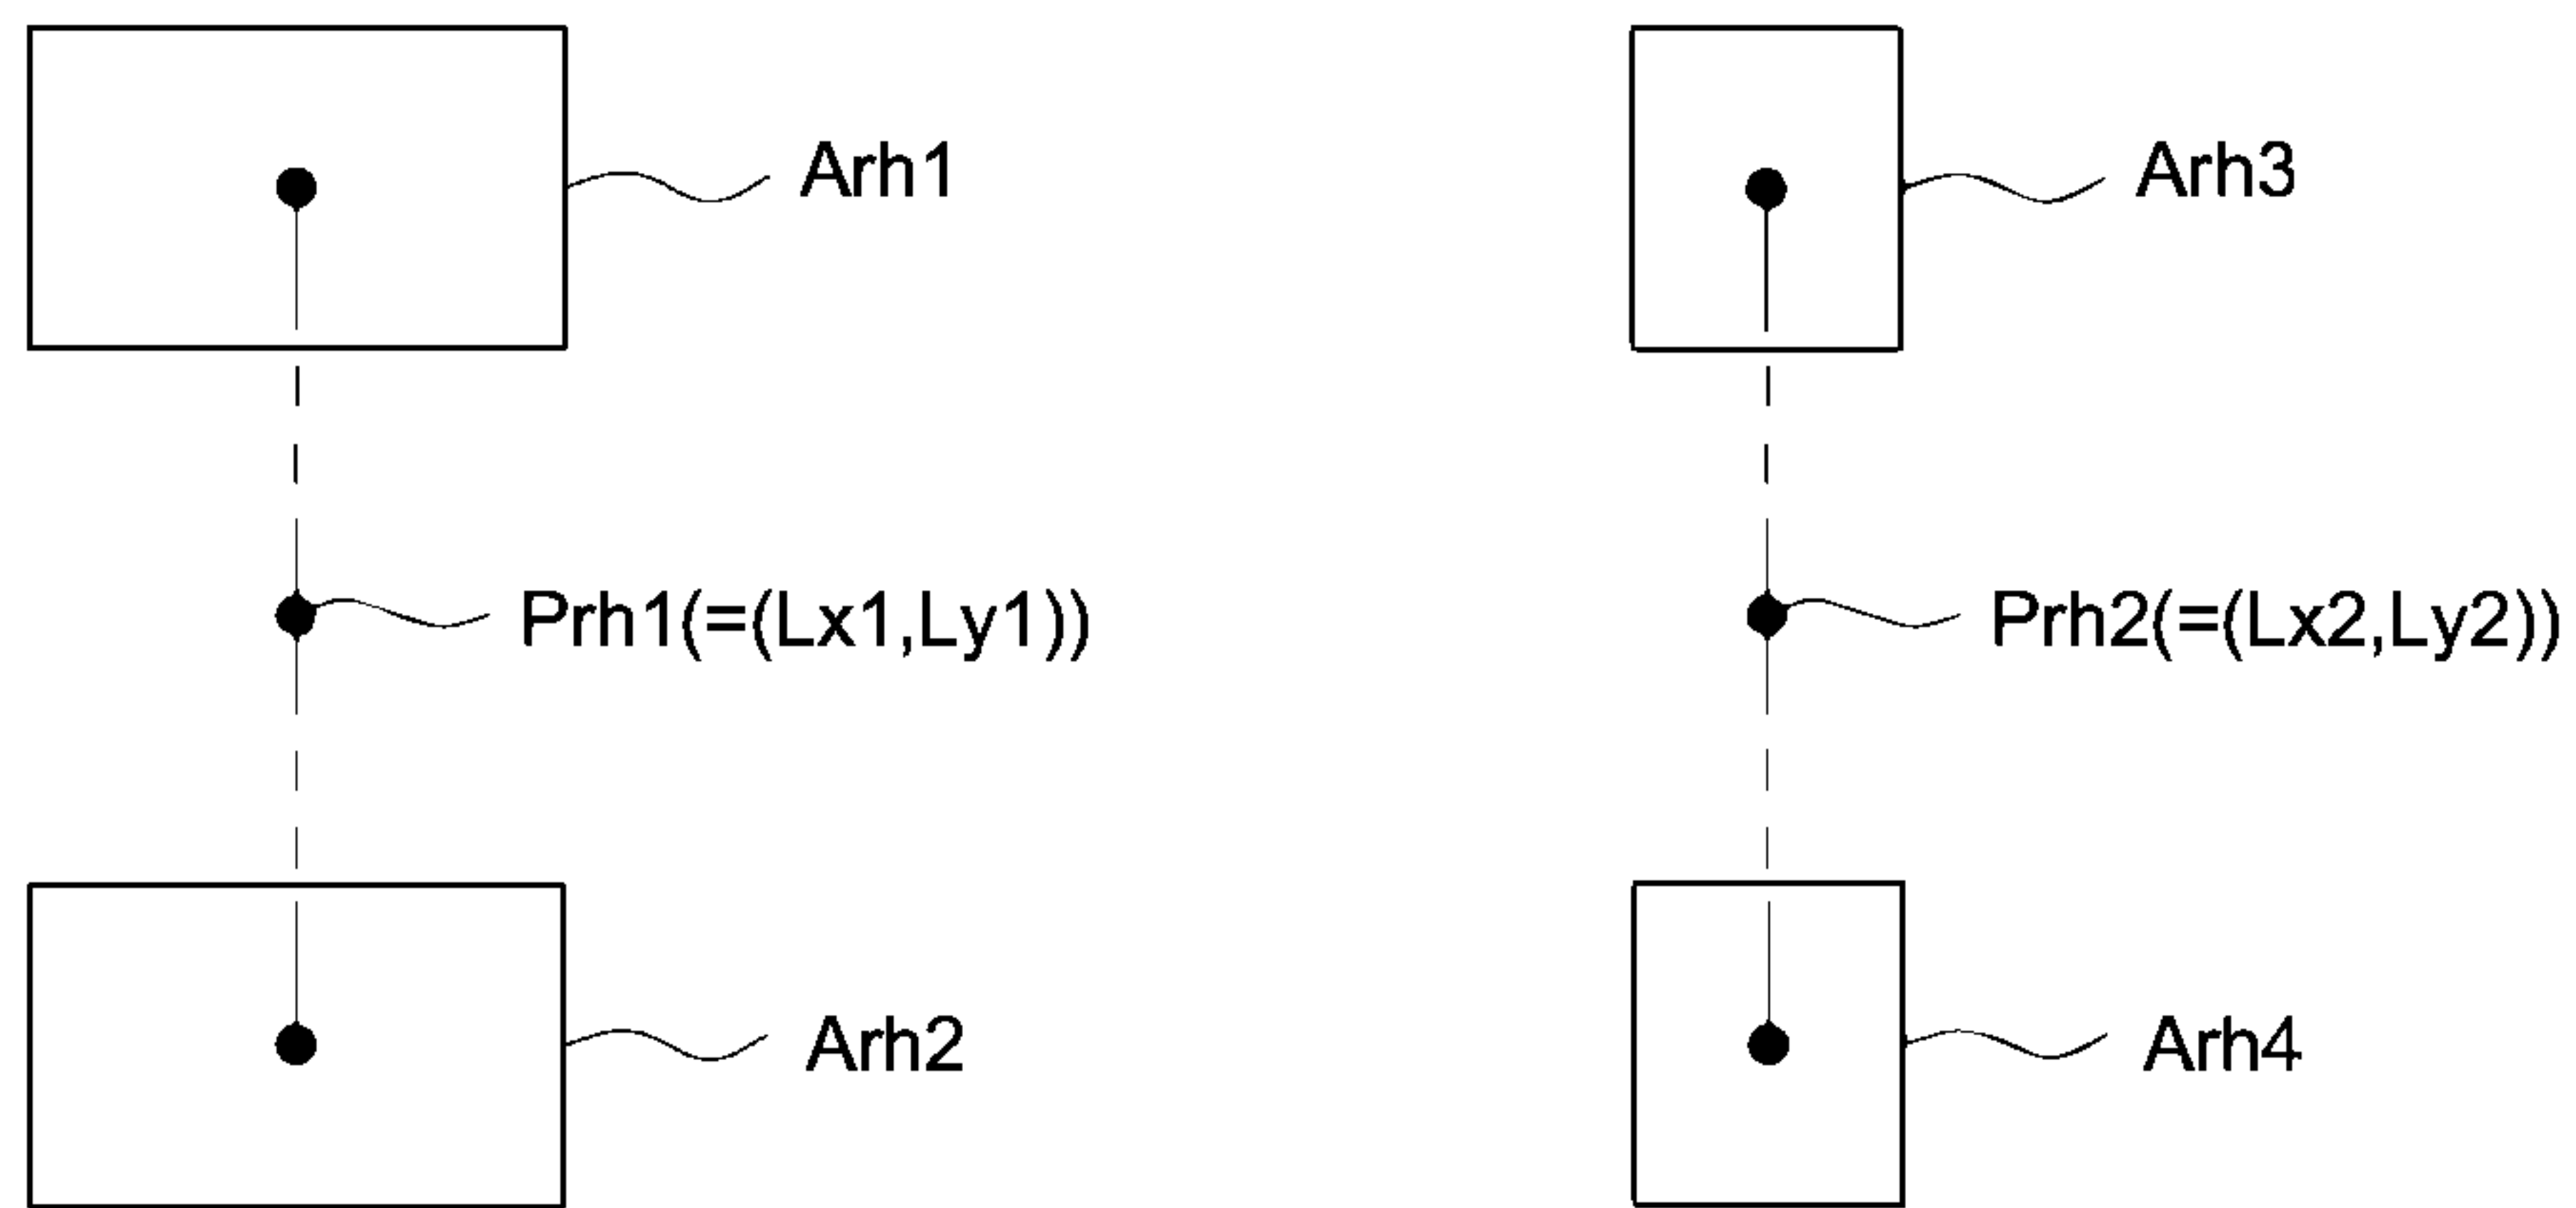 Arh1
Arh3
Prh1(=(Lx1,Ly1))
Prh2(=(Lx2,Ly2))
Arh2
Arh4